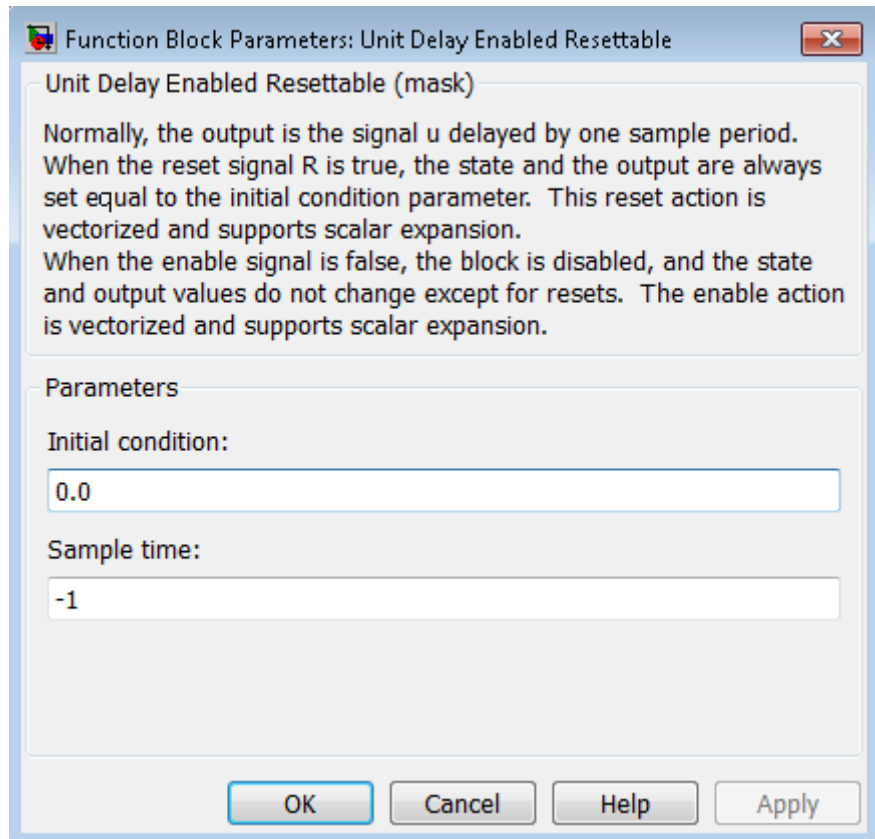 Function Block Parameters: Unit Delay Enabled Resettable
Unit Delay Enabled Resettable (mask)
Normally, the output is the signal u delayed by one sample period.
When the reset signal R is true, the state and the output are always
set equal to the initial condition parameter.  This reset action is
vectorized and supports scalar expansion.
When the enable signal is false, the block is disabled, and the state
and output values do not change except for resets.  The enable action
is vectorized and supports scalar expansion.
Parameters
Initial condition:
0.0
Sample time:
-1
OK Cancel Help Apply